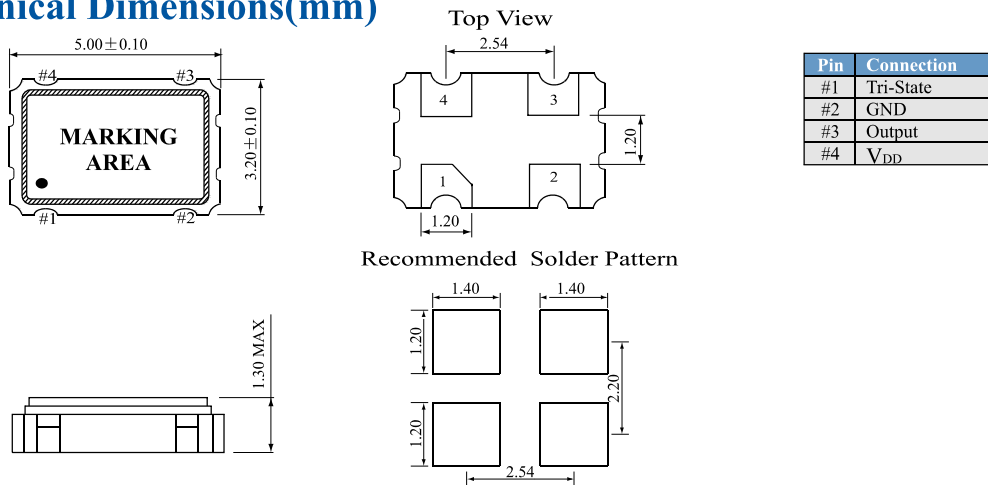 nical Dimensions(mm)
Top View
5.00±0.10
#4 #3
MARKING
AREA
#1 #2
3.20±0.10
2.54
4 3
1 2
1.20
1.20
Pin Connection
#1 Tri-State
#2 GND
#3 Output
#4 VDD
Recommended Solder Pattern
1.30 MAX
1.40 1.40
1.20
2.20
1.20
2.54